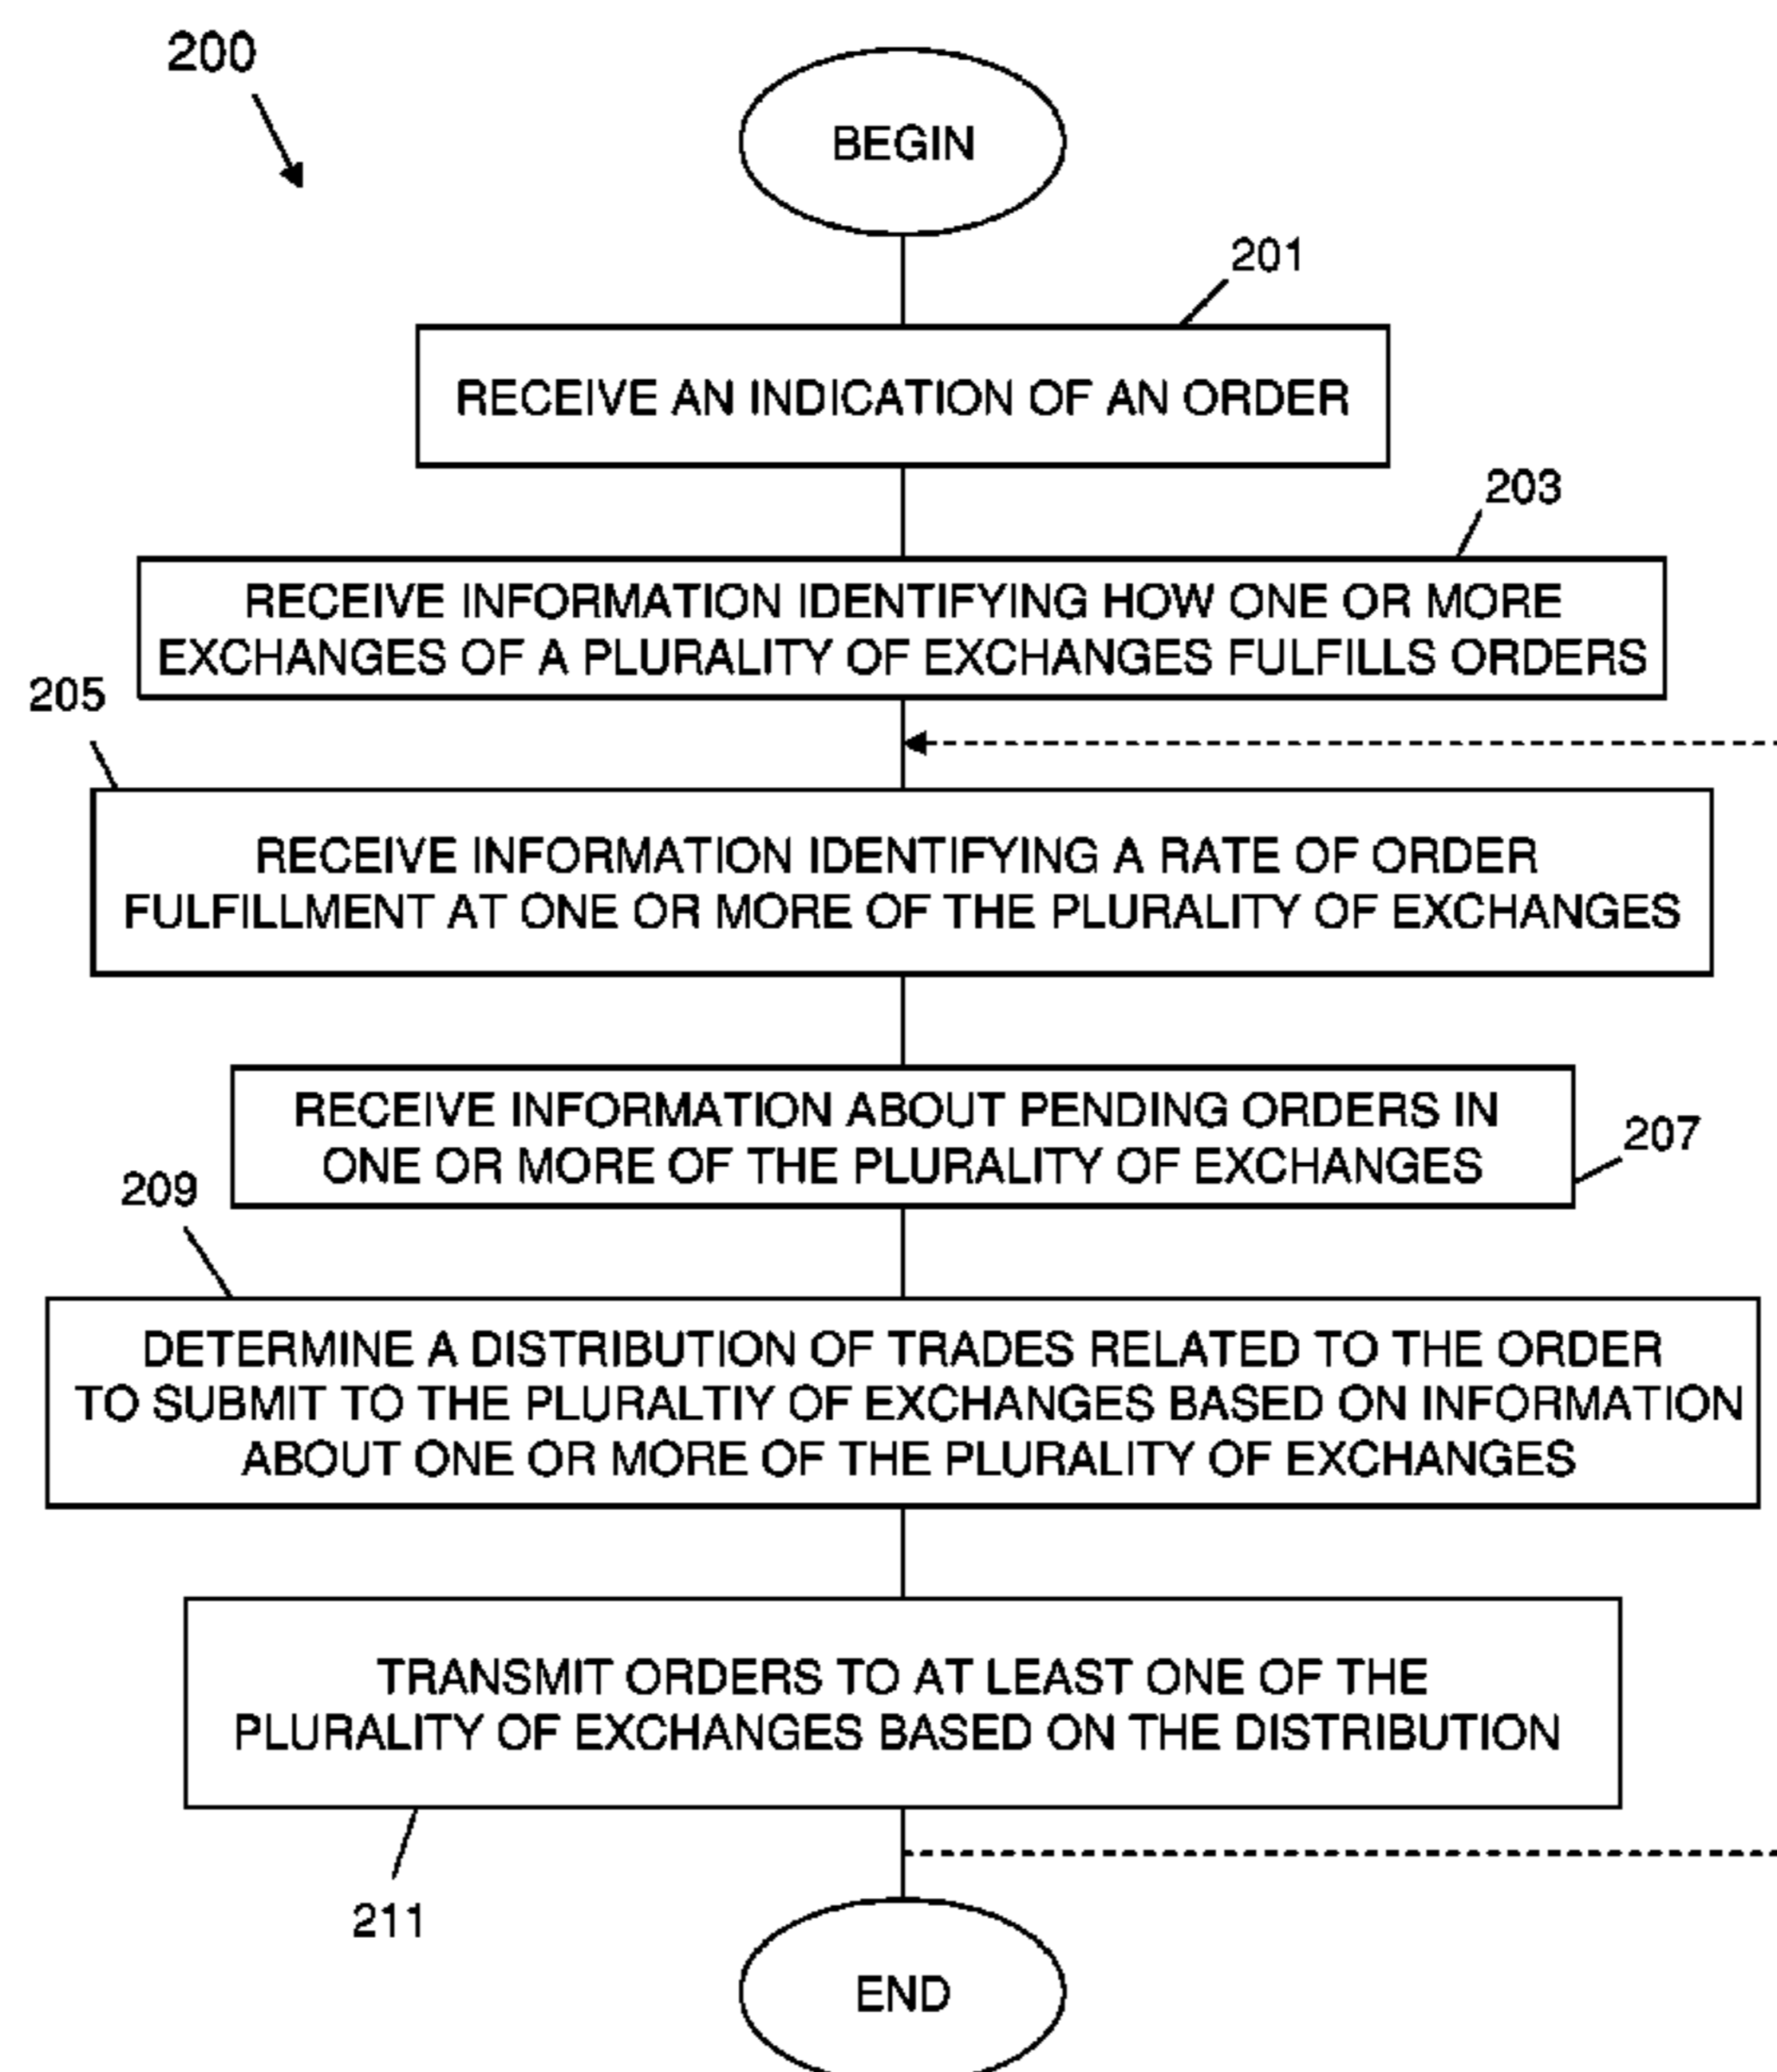 200
BEGIN
201
RECEIVE AN INDICATION OF AN ORDER
203
RECEIVE INFORMATION IDENTIFYING HOW ONE OR MORE
EXCHANGES OF A PLURALITY OF EXCHANGES FULFILLS ORDERS
205
RECEIVE INFORMATION IDENTIFYING A RATE OF ORDER
FULFILLMENT AT ONE OR MORE OF THE PLURALITY OF EXCHANGES
RECEIVE INFORMATION ABOUT PENDING ORDERS IN
ONE OR MORE OF THE PLURALITY OF EXCHANGES
207
209
DETERMINE A DISTRIBUTION OF TRADES RELATED TO THE ORDER
TO SUBMIT TO THE PLURALTIY OF EXCHANGES BASED ON INFORMATION
ABOUT ONE OR MORE OF THE PLURALITY OF EXCHANGES
TRANSMIT ORDERS TO AT LEAST ONE OF THE
PLURALITY OF EXCHANGES BASED ON THE DISTRIBUTION
211
END